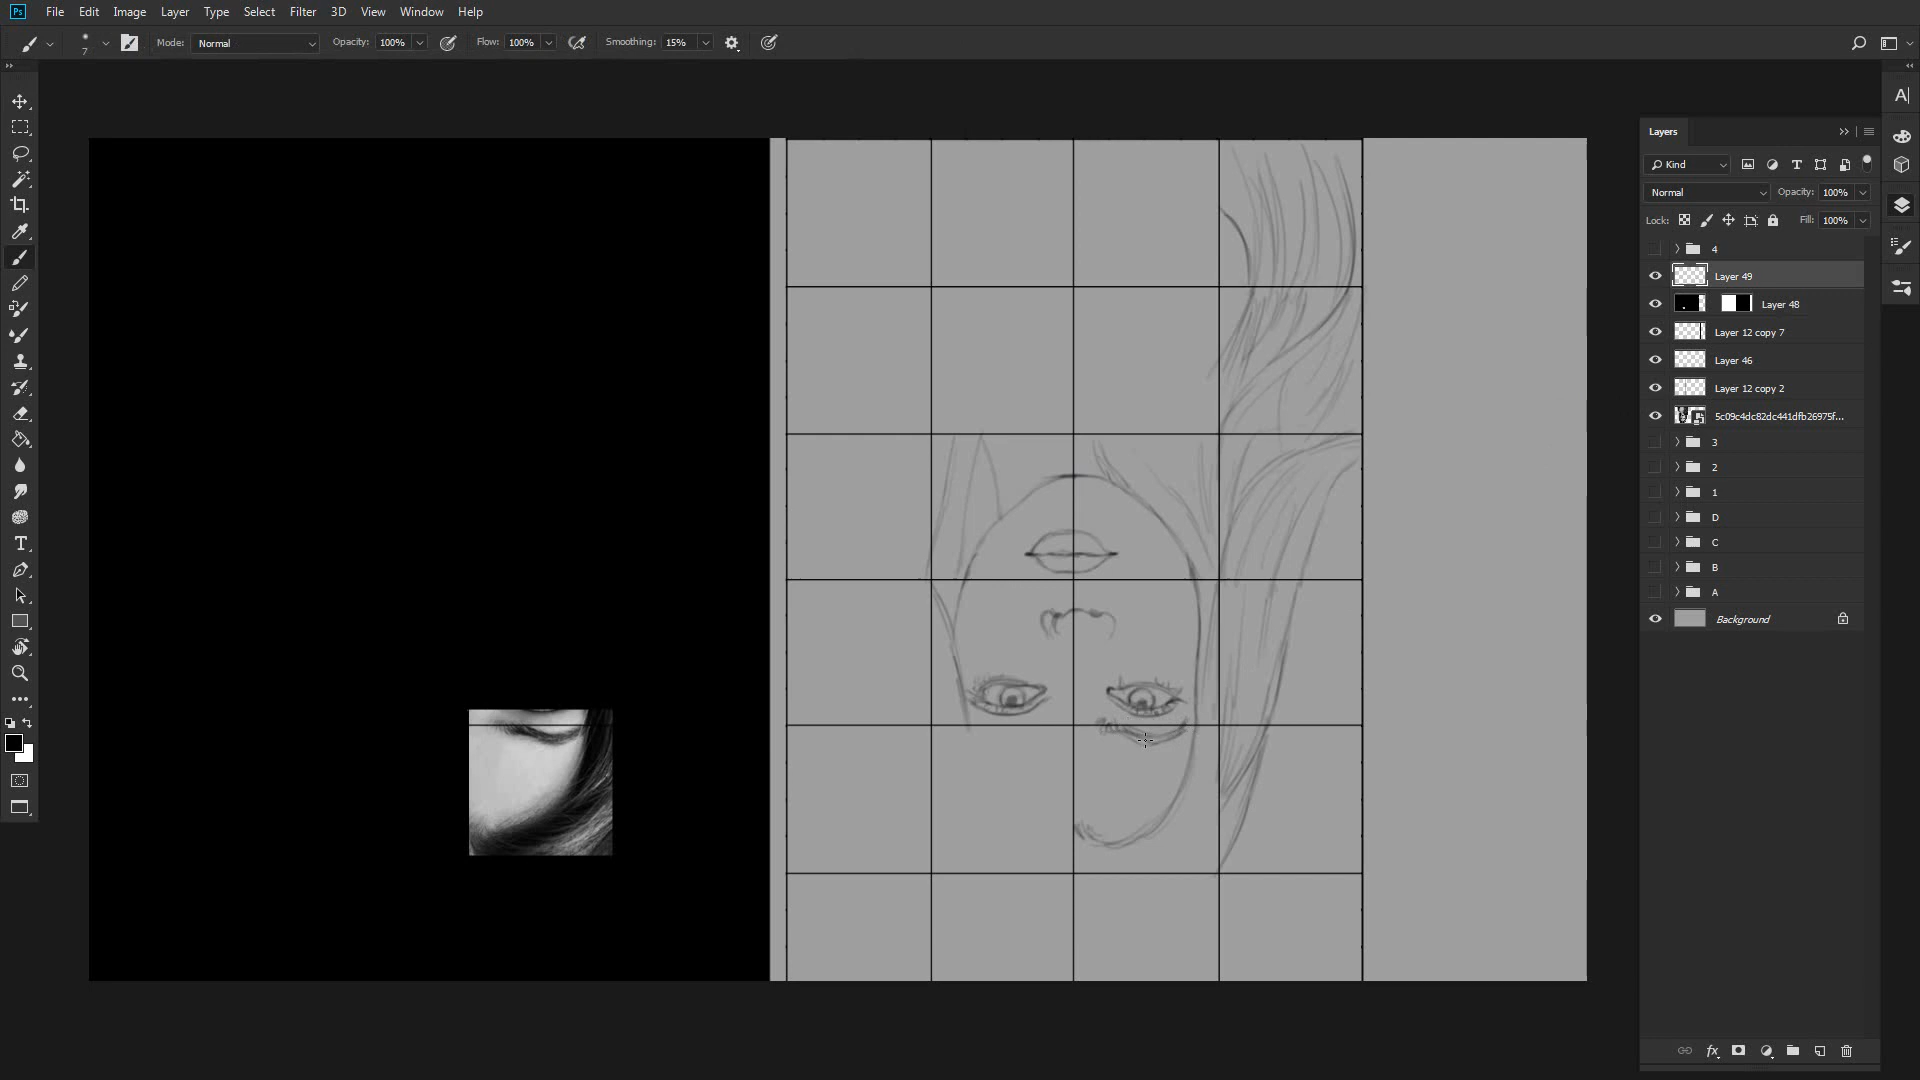 Ps File Edit Image Layer Type Select Filter 3D View Window Help
7 Mode: Normal Opacity: 100% Flow: 100% Smoothing: 15%
Layers
Kind
Normal Opacity: 100%
Lock: Fill: 100%
4
Layer 49
Layer 48
Layer 12 copy 7
Layer 46
Layer 12 copy 2
5c09c4dc82dc441dfb26975f...
3
2
1
D
C
B
A
Background